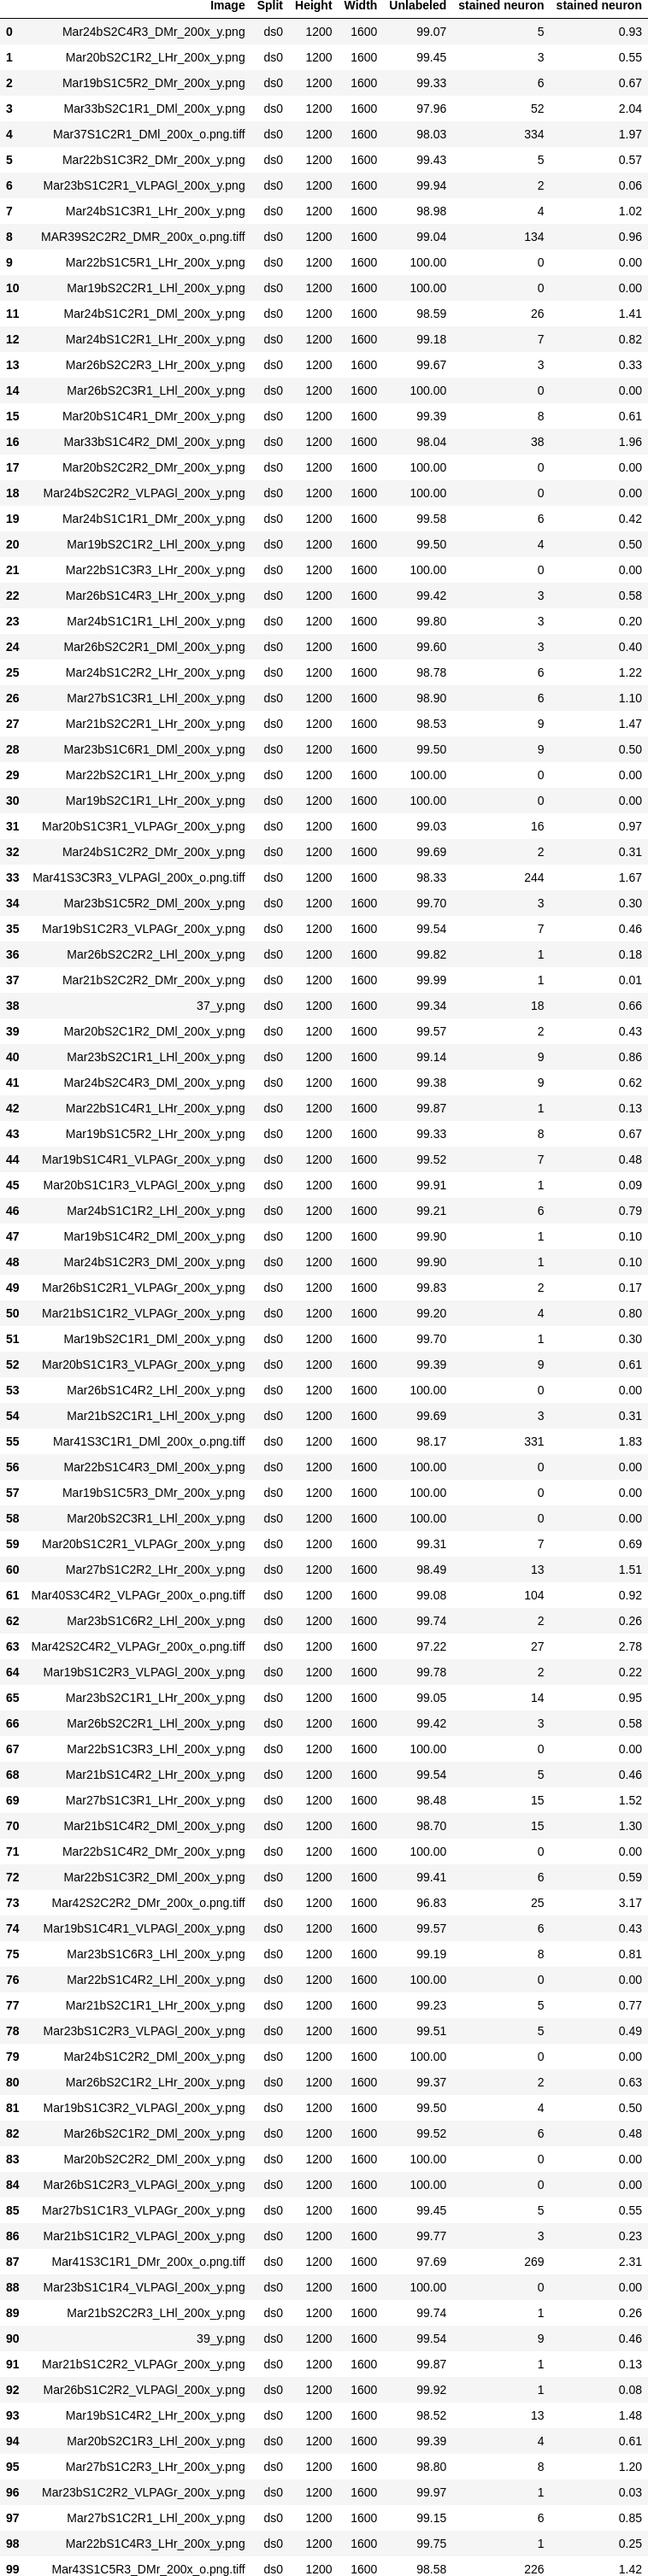 Image Split Height Width Unlabeled stained neuron stained neuron
0 Mar24bS2C4R3_DMr_200x_y.png ds0 1200 1600 99.07 5 0.93
1 Mar20bS2C1R2_LHr_200x_y.png ds0 1200 1600 99.45 3 0.55
2 Mar19bS1C5R2_DMr_200x_y.png ds0 1200 1600 99.33 6 0.67
3 Mar33bS2C1R1_DMl_200x_y.png ds0 1200 1600 97.96 52 2.04
4 Mar37S1C2R1_DMl_200x_o.png.tiff ds0 1200 1600 98.03 334 1.97
5 Mar22bS1C3R2_DMr_200x_y.png ds0 1200 1600 99.43 5 0.57
6 Mar23bS1C2R1_VLPAGl_200x_y.png ds0 1200 1600 99.94 2 0.06
7 Mar24bS1C3R1_LHr_200x_y.png ds0 1200 1600 98.98 4 1.02
8 MAR39S2C2R2_DMR_200x_o.png.tiff ds0 1200 1600 99.04 134 0.96
9 Mar22bS1C5R1_LHr_200x_y.png ds0 1200 1600 100.00 0 0.00
10 Mar19bS2C2R1_LHl_200x_y.png ds0 1200 1600 100.00 0 0.00
11 Mar24bS1C2R1_DMl_200x_y.png ds0 1200 1600 98.59 26 1.41
12 Mar24bS1C2R1_LHr_200x_y.png ds0 1200 1600 99.18 7 0.82
13 Mar26bS2C2R3_LHr_200x_y.png ds0 1200 1600 99.67 3 0.33
14 Mar26bS2C3R1_LHl_200x_y.png ds0 1200 1600 100.00 0 0.00
15 Mar20bS1C4R1_DMr_200x_y.png ds0 1200 1600 99.39 8 0.61
16 Mar33bS1C4R2_DMl_200x_y.png ds0 1200 1600 98.04 38 1.96
17 Mar20bS2C2R2_DMr_200x_y.png ds0 1200 1600 100.00 0 0.00
18 Mar24bS2C2R2_VLPAGl_200x_y.png ds0 1200 1600 100.00 0 0.00
19 Mar24bS1C1R1_DMr_200x_y.png ds0 1200 1600 99.58 6 0.42
20 Mar19bS2C1R2_LHl_200x_y.png ds0 1200 1600 99.50 4 0.50
21 Mar22bS1C3R3_LHr_200x_y.png ds0 1200 1600 100.00 0 0.00
22 Mar26bS1C4R3_LHr_200x_y.png ds0 1200 1600 99.42 3 0.58
23 Mar24bS1C1R1_LHl_200x_y.png ds0 1200 1600 99.80 3 0.20
24 Mar26bS2C2R1_DMl_200x_y.png ds0 1200 1600 99.60 3 0.40
25 Mar24bS1C2R2_LHr_200x_y.png ds0 1200 1600 98.78 6 1.22
26 Mar27bS1C3R1_LHl_200x_y.png ds0 1200 1600 98.90 6 1.10
27 Mar21bS2C2R1_LHr_200x_y.png ds0 1200 1600 98.53 9 1.47
28 Mar23bS1C6R1_DMl_200x_y.png ds0 1200 1600 99.50 9 0.50
29 Mar22bS2C1R1_LHr_200x_y.png ds0 1200 1600 100.00 0 0.00
30 Mar19bS2C1R1_LHr_200x_y.png ds0 1200 1600 100.00 0 0.00
31 Mar20bS1C3R1_VLPAGr_200x_y.png ds0 1200 1600 99.03 16 0.97
32 Mar24bS1C2R2_DMr_200x_y.png ds0 1200 1600 99.69 2 0.31
33 Mar41S3C3R3_VLPAGl_200x_o.png.tiff ds0 1200 1600 98.33 244 1.67
34 Mar23bS1C5R2_DMl_200x_y.png ds0 1200 1600 99.70 3 0.30
35 Mar19bS1C2R3_VLPAGr_200x_y.png ds0 1200 1600 99.54 7 0.46
36 Mar26bS2C2R2_LHl_200x_y.png ds0 1200 1600 99.82 1 0.18
37 Mar21bS2C2R2_DMr_200x_y.png ds0 1200 1600 99.99 1 0.01
38 37_y.png ds0 1200 1600 99.34 18 0.66
39 Mar20bS2C1R2_DMl_200x_y.png ds0 1200 1600 99.57 2 0.43
40 Mar23bS2C1R1_LHl_200x_y.png ds0 1200 1600 99.14 9 0.86
41 Mar24bS2C4R3_DMl_200x_y.png ds0 1200 1600 99.38 9 0.62
42 Mar22bS1C4R1_LHr_200x_y.png ds0 1200 1600 99.87 1 0.13
43 Mar19bS1C5R2_LHr_200x_y.png ds0 1200 1600 99.33 8 0.67
44 Mar19bS1C4R1_VLPAGr_200x_y.png ds0 1200 1600 99.52 7 0.48
45 Mar20bS1C1R3_VLPAGl_200x_y.png ds0 1200 1600 99.91 1 0.09
46 Mar24bS1C1R2_LHl_200x_y.png ds0 1200 1600 99.21 6 0.79
47 Mar19bS1C4R2_DMl_200x_y.png ds0 1200 1600 99.90 1 0.10
48 Mar24bS1C2R3_DMl_200x_y.png ds0 1200 1600 99.90 1 0.10
49 Mar26bS1C2R1_VLPAGr_200x_y.png ds0 1200 1600 99.83 2 0.17
50 Mar21bS1C1R2_VLPAGr_200x_y.png ds0 1200 1600 99.20 4 0.80
51 Mar19bS2C1R1_DMl_200x_y.png ds0 1200 1600 99.70 1 0.30
52 Mar20bS1C1R3_VLPAGr_200x_y.png ds0 1200 1600 99.39 9 0.61
53 Mar26bS1C4R2_LHl_200x_y.png ds0 1200 1600 100.00 0 0.00
54 Mar21bS2C1R1_LHl_200x_y.png ds0 1200 1600 99.69 3 0.31
55 Mar41S3C1R1_DMl_200x_o.png.tiff ds0 1200 1600 98.17 331 1.83
56 Mar22bS1C4R3_DMl_200x_y.png ds0 1200 1600 100.00 0 0.00
57 Mar19bS1C5R3_DMr_200x_y.png ds0 1200 1600 100.00 0 0.00
58 Mar20bS2C3R1_LHl_200x_y.png ds0 1200 1600 100.00 0 0.00
59 Mar20bS1C2R1_VLPAGr_200x_y.png ds0 1200 1600 99.31 7 0.69
60 Mar27bS1C2R2_LHr_200x_y.png ds0 1200 1600 98.49 13 1.51
61 Mar40S3C4R2_VLPAGr_200x_o.png.tiff ds0 1200 1600 99.08 104 0.92
62 Mar23bS1C6R2_LHl_200x_y.png ds0 1200 1600 99.74 2 0.26
63 Mar42S2C4R2_VLPAGr_200x_o.png.tiff ds0 1200 1600 97.22 27 2.78
64 Mar19bS1C2R3_VLPAGl_200x_y.png ds0 1200 1600 99.78 2 0.22
65 Mar23bS2C1R1_LHr_200x_y.png ds0 1200 1600 99.05 14 0.95
66 Mar26bS2C2R1_LHl_200x_y.png ds0 1200 1600 99.42 3 0.58
67 Mar22bS1C3R3_LHl_200x_y.png ds0 1200 1600 100.00 0 0.00
68 Mar21bS1C4R2_LHr_200x_y.png ds0 1200 1600 99.54 5 0.46
69 Mar27bS1C3R1_LHr_200x_y.png ds0 1200 1600 98.48 15 1.52
70 Mar21bS1C4R2_DMl_200x_y.png ds0 1200 1600 98.70 15 1.30
71 Mar22bS1C4R2_DMr_200x_y.png ds0 1200 1600 100.00 0 0.00
72 Mar22bS1C3R2_DMl_200x_y.png ds0 1200 1600 99.41 6 0.59
73 Mar42S2C2R2_DMr_200x_o.png.tiff ds0 1200 1600 96.83 25 3.17
74 Mar19bS1C4R1_VLPAGl_200x_y.png ds0 1200 1600 99.57 6 0.43
75 Mar23bS1C6R3_LHl_200x_y.png ds0 1200 1600 99.19 8 0.81
76 Mar22bS1C4R2_LHl_200x_y.png ds0 1200 1600 100.00 0 0.00
77 Mar21bS2C1R1_LHr_200x_y.png ds0 1200 1600 99.23 5 0.77
78 Mar23bS1C2R3_VLPAGl_200x_y.png ds0 1200 1600 99.51 5 0.49
79 Mar24bS1C2R2_DMl_200x_y.png ds0 1200 1600 100.00 0 0.00
80 Mar26bS2C1R2_LHr_200x_y.png ds0 1200 1600 99.37 2 0.63
81 Mar19bS1C3R2_VLPAGl_200x_y.png ds0 1200 1600 99.50 4 0.50
82 Mar26bS2C1R2_DMl_200x_y.png ds0 1200 1600 99.52 6 0.48
83 Mar20bS2C2R2_DMl_200x_y.png ds0 1200 1600 100.00 0 0.00
84 Mar26bS1C2R3_VLPAGl_200x_y.png ds0 1200 1600 100.00 0 0.00
85 Mar27bS1C1R3_VLPAGr_200x_y.png ds0 1200 1600 99.45 5 0.55
86 Mar21bS1C1R2_VLPAGl_200x_y.png ds0 1200 1600 99.77 3 0.23
87 Mar41S3C1R1_DMr_200x_o.png.tiff ds0 1200 1600 97.69 269 2.31
88 Mar23bS1C1R4_VLPAGl_200x_y.png ds0 1200 1600 100.00 0 0.00
89 Mar21bS2C2R3_LHl_200x_y.png ds0 1200 1600 99.74 1 0.26
90 39_y.png ds0 1200 1600 99.54 9 0.46
91 Mar21bS1C2R2_VLPAGr_200x_y.png ds0 1200 1600 99.87 1 0.13
92 Mar26bS1C2R2_VLPAGl_200x_y.png ds0 1200 1600 99.92 1 0.08
93 Mar19bS1C4R2_LHr_200x_y.png ds0 1200 1600 98.52 13 1.48
94 Mar20bS2C1R3_LHl_200x_y.png ds0 1200 1600 99.39 4 0.61
95 Mar27bS1C2R3_LHr_200x_y.png ds0 1200 1600 98.80 8 1.20
96 Mar23bS1C2R2_VLPAGr_200x_y.png ds0 1200 1600 99.97 1 0.03
97 Mar27bS1C2R1_LHl_200x_y.png ds0 1200 1600 99.15 6 0.85
98 Mar22bS1C4R3_LHr_200x_y.png ds0 1200 1600 99.75 1 0.25
99 Mar43S1C5R3_DMr_200x_o.png.tiff ds0 1200 1600 98.58 226 1.42